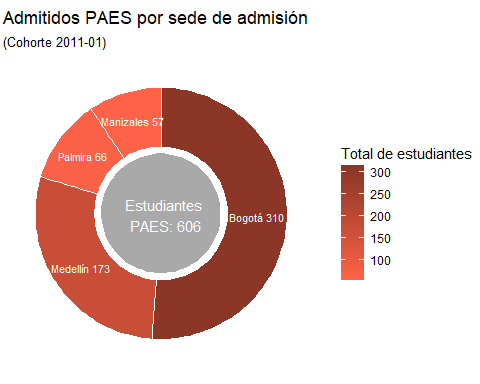 Admitidos PAES por sede de admisión
(Cohorte 2011-01)
Manizales 57
Palmira 66
Estudiantes
PAES: 606
Bogotá 310
Medellín 173
Total de estudiantes
300
250
200
150
100